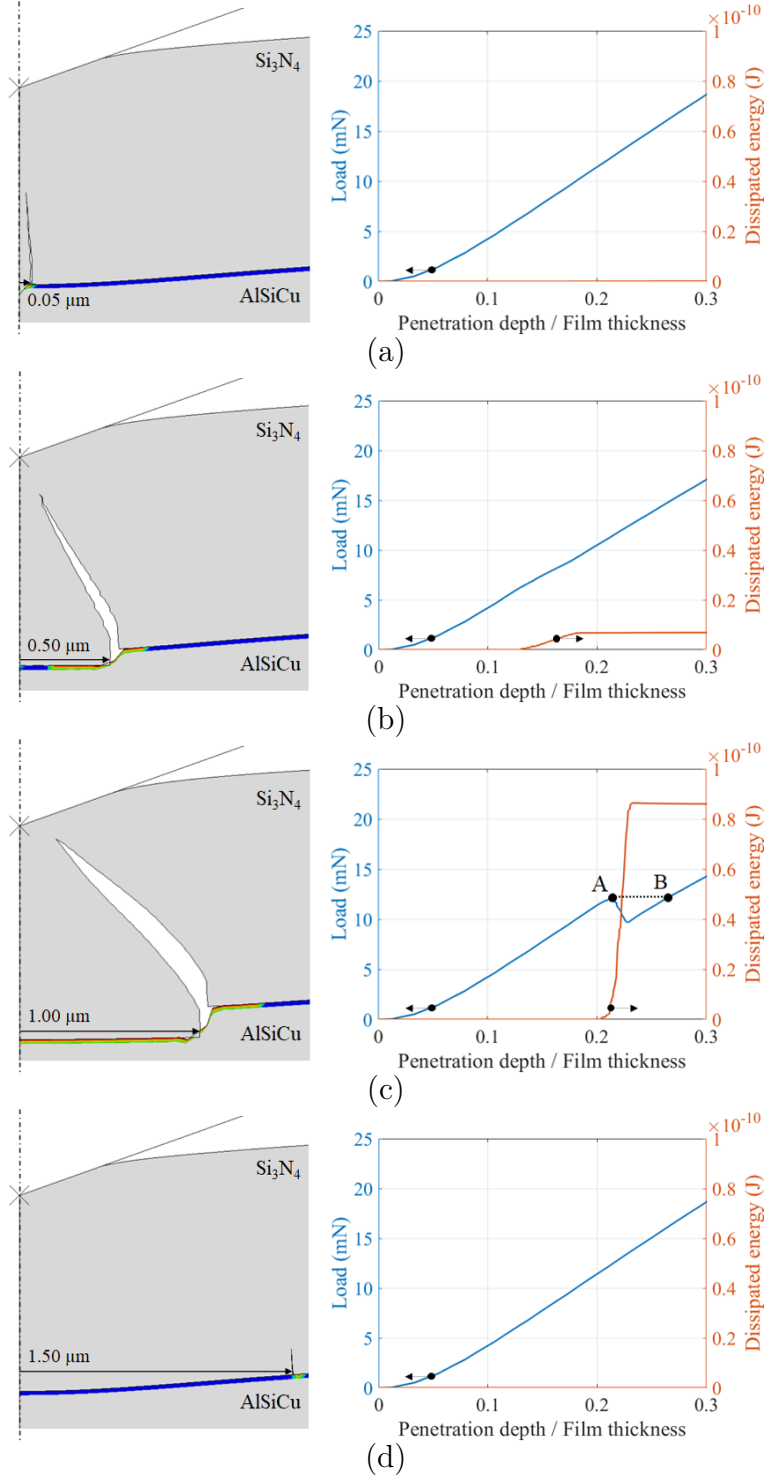 Si₃N₄
AlSiCu
0.05 µm
×10⁻¹⁰
25
20
15
10
5
0
Load (mN)
1
0.8
0.6
0.4
0.2
0
Dissipated energy (J)
0 0.1 0.2 0.3
Penetration depth / Film thickness
(a)
Si₃N₄
0.50 µm
AlSiCu
×10⁻¹⁰
25
20
15
10
5
0
Load (mN)
1
0.8
0.6
0.4
0.2
0
Dissipated energy (J)
0 0.1 0.2 0.3
Penetration depth / Film thickness
(b)
Si₃N₄
1.00 µm
AlSiCu
×10⁻¹⁰
25
20
15
10
5
0
Load (mN)
A B
1
0.8
0.6
0.4
0.2
0
Dissipated energy (J)
0 0.1 0.2 0.3
Penetration depth / Film thickness
(c)
Si₃N₄
1.50 µm
AlSiCu
×10⁻¹⁰
25
20
15
10
5
0
Load (mN)
1
0.8
0.6
0.4
0.2
0
Dissipated energy (J)
0 0.1 0.2 0.3
Penetration depth / Film thickness
(d)